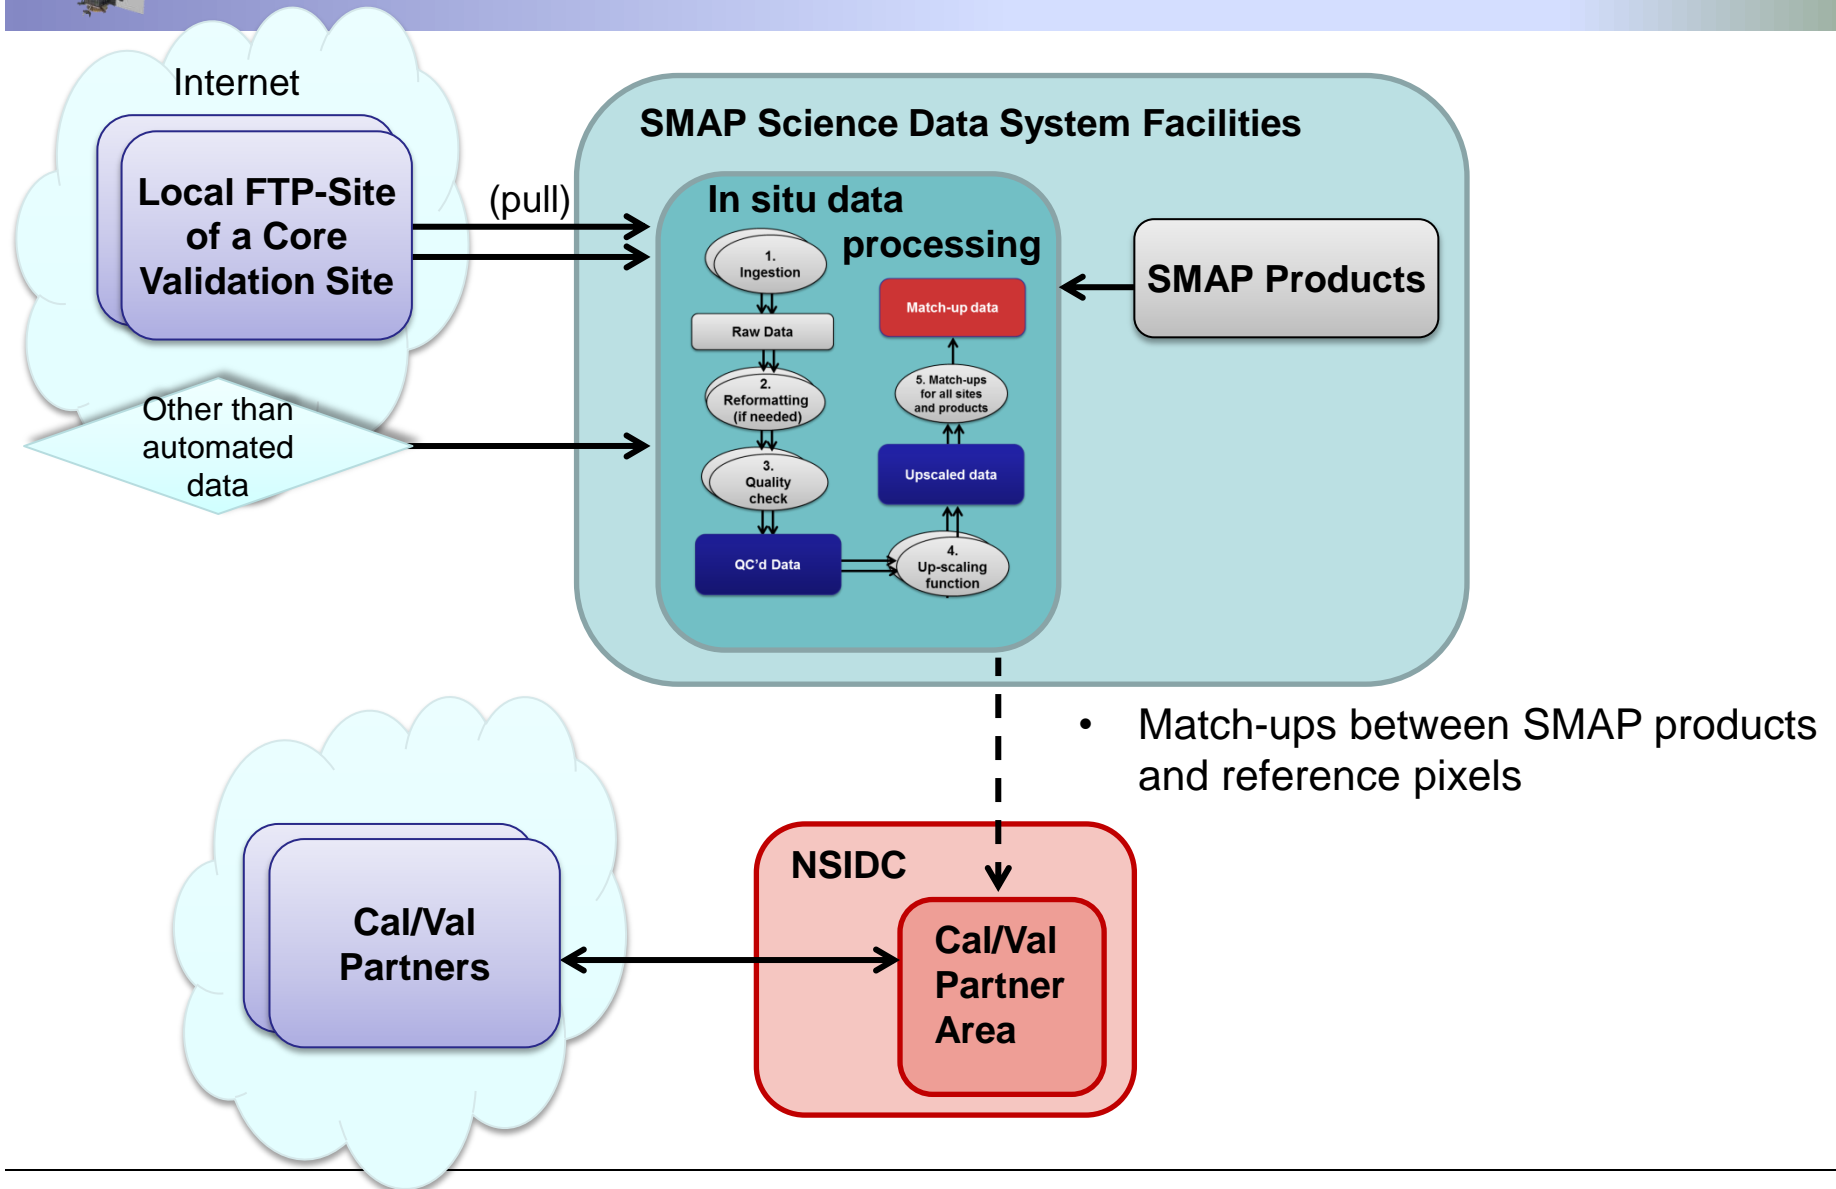 Internet
Local FTP-Site
of a Core
Validation Site
(pull)
Other than
automated
data
SMAP Science Data System Facilities
In situ data
processing
1.
Ingestion
Raw Data
2.
Reformatting
(if needed)
3.
Quality
check
QC'd Data
4.
Up-scaling
function
Upscaled data
5. Match-ups
for all sites
and products
Match-up data
SMAP Products
• Match-ups between SMAP products
and reference pixels
NSIDC
Cal/Val
Partner
Area
Cal/Val
Partners